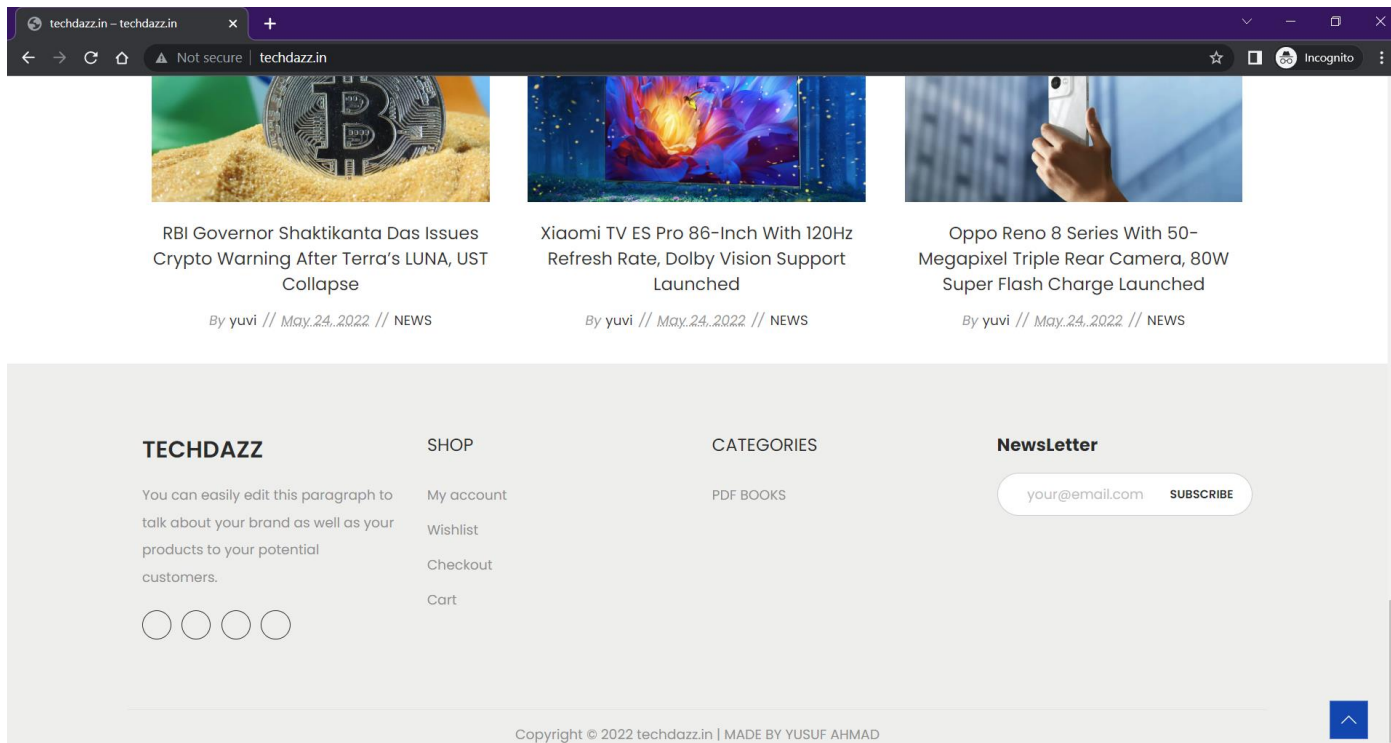 techdazz.in – techdazz.in
Not secure | techdazz.in
Incognito
RBI Governor Shaktikanta Das Issues
Crypto Warning After Terra’s LUNA, UST
Collapse
By yuvi // May 24, 2022 // NEWS
Xiaomi TV ES Pro 86-Inch With 120Hz
Refresh Rate, Dolby Vision Support
Launched
By yuvi // May 24, 2022 // NEWS
Oppo Reno 8 Series With 50-
Megapixel Triple Rear Camera, 80W
Super Flash Charge Launched
By yuvi // May 24, 2022 // NEWS
TECHDAZZ
You can easily edit this paragraph to
talk about your brand as well as your
products to your potential
customers.
SHOP
My account
Wishlist
Checkout
Cart
CATEGORIES
PDF BOOKS
NewsLetter
your@email.com SUBSCRIBE
Copyright © 2022 techdazz.in | MADE BY YUSUF AHMAD